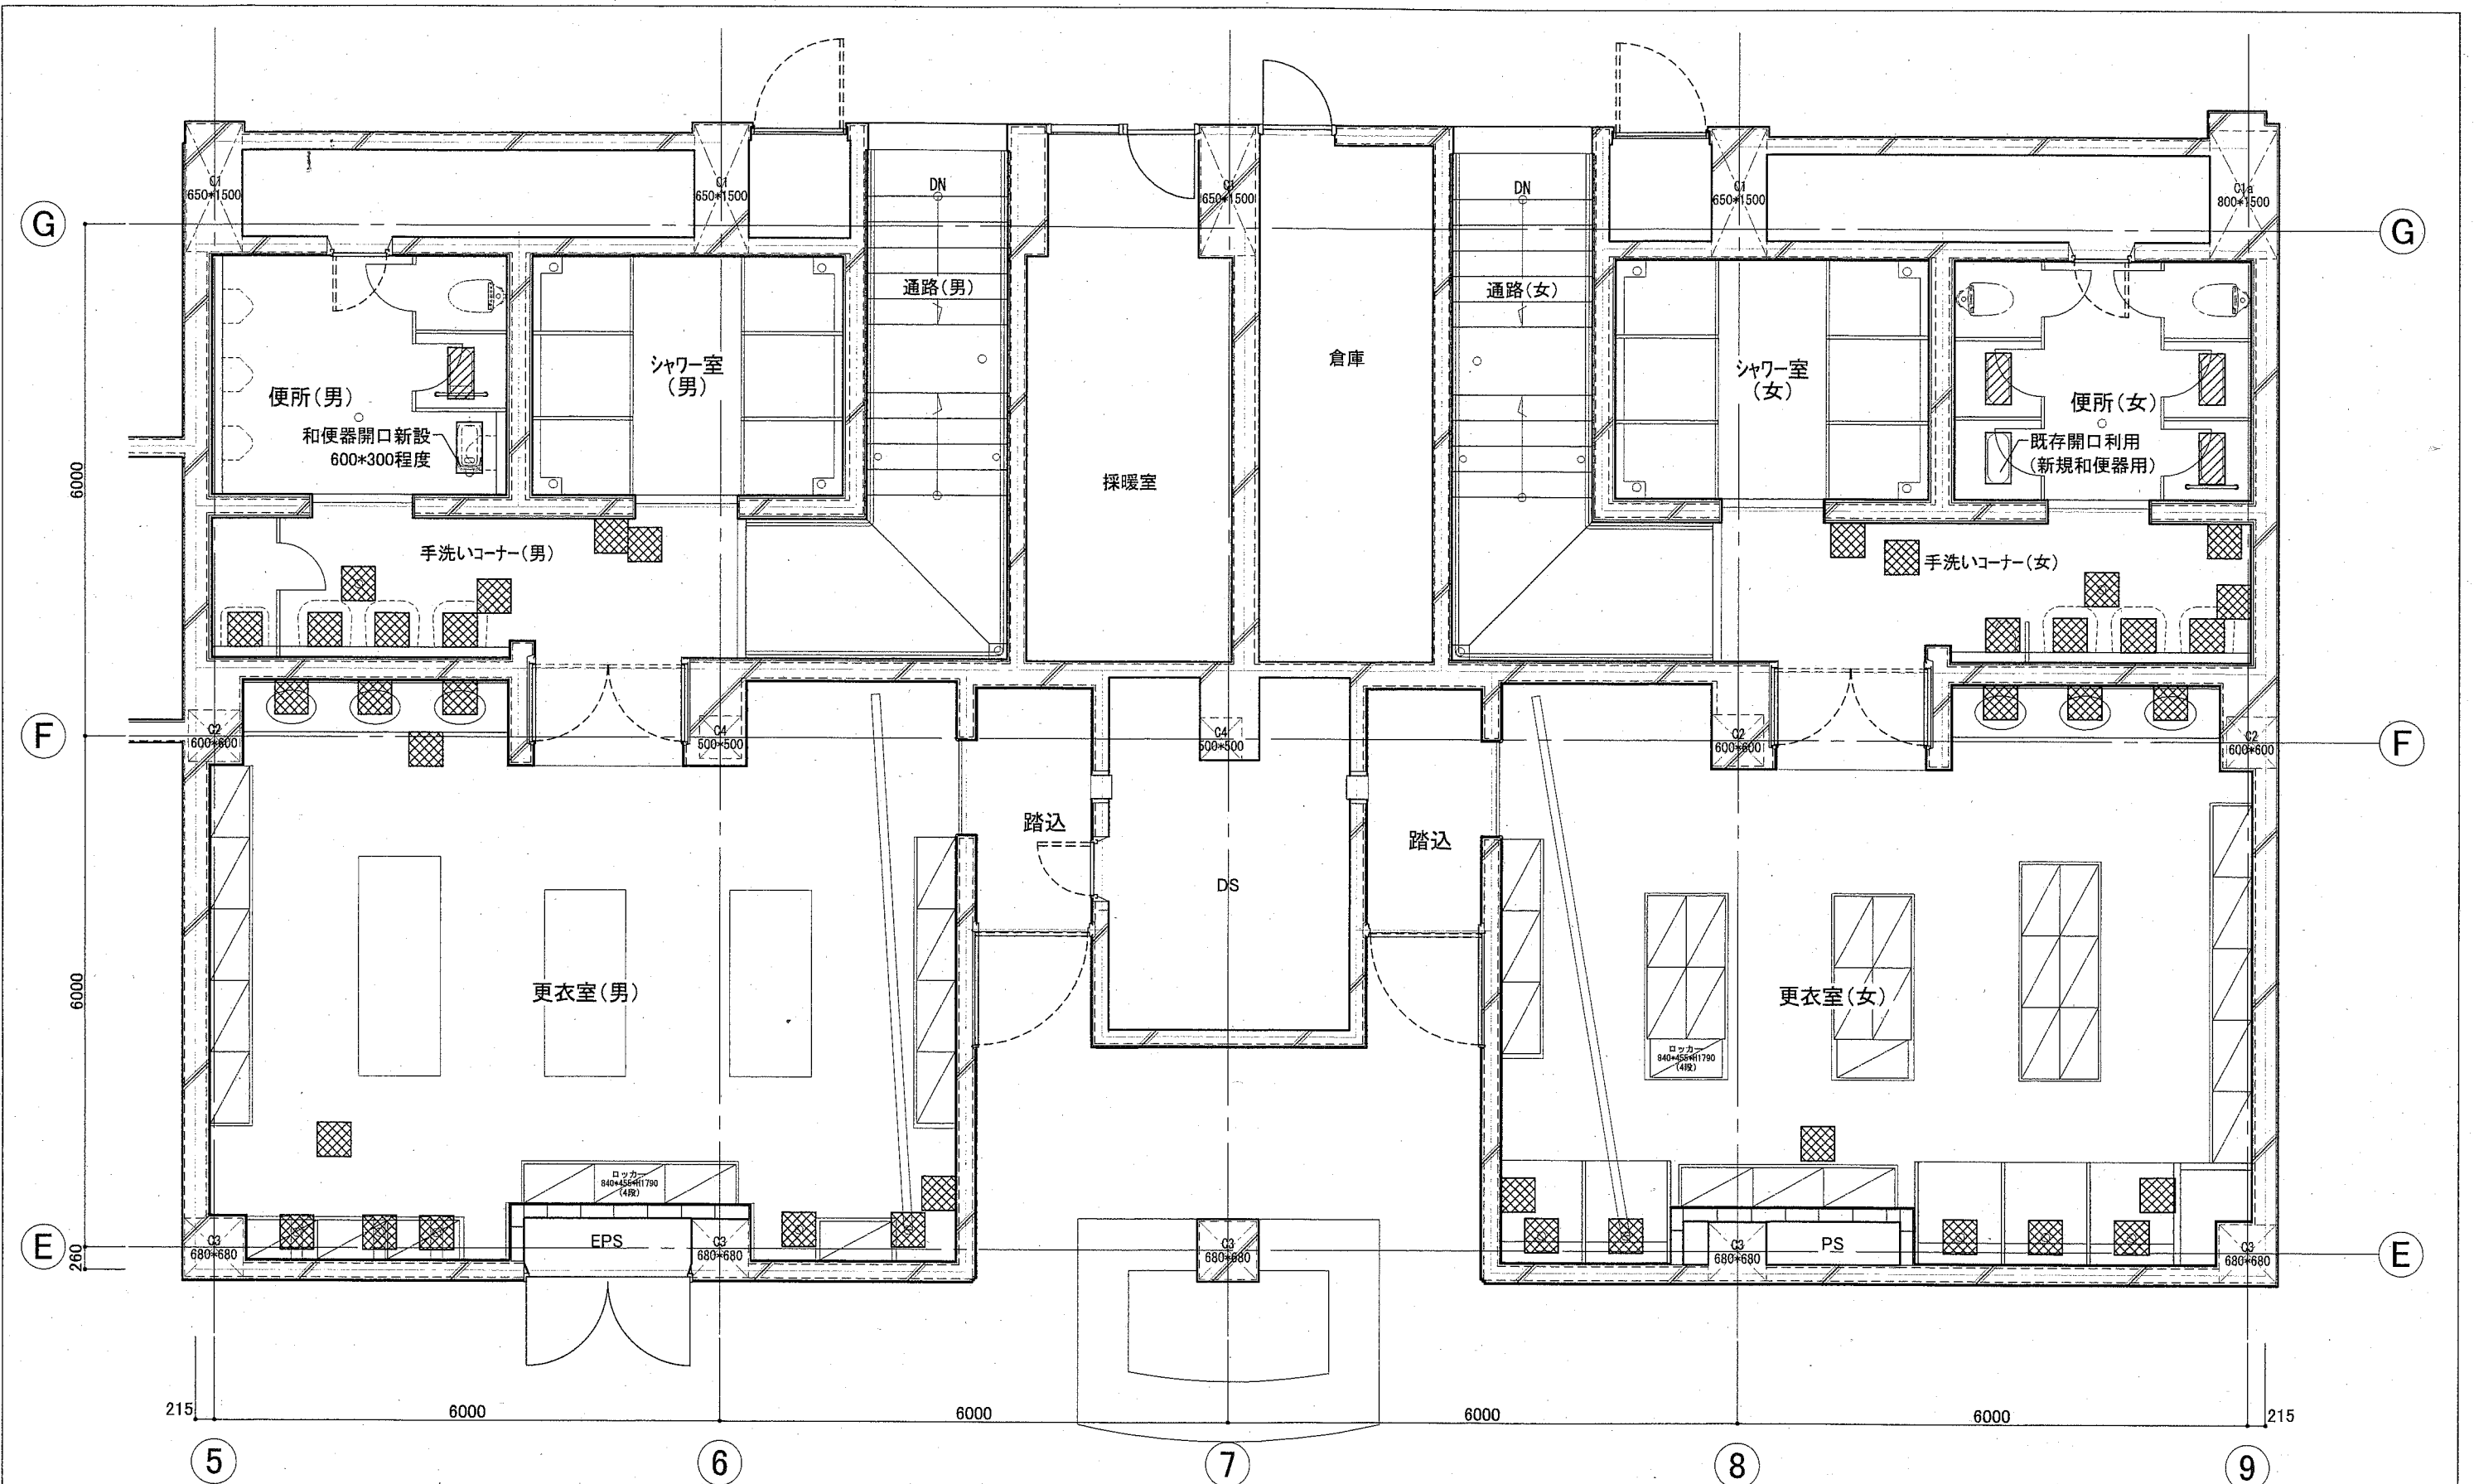 C1
650*1500
C1
650*1500
C1
650*1500
C1
650*1500
C1a
800*1500
DN
DN
G
G
通路(男)
通路(女)
シャワー室
(男)
倉庫
シャワー室
(女)
便所(男)
便所(女)
和便器開口新設
600*300程度
既存開口利用
(新規和便器用)
採暖室
6000
手洗いコーナー(男)
手洗いコーナー(女)
F
C2
600*600
C4
500*500
C4
500*500
C2
600*600
C2
600*600
F
踏込
踏込
DS
6000
更衣室(男)
更衣室(女)
ロッカー
840*455*H1790
(4段)
ロッカー
840*455*H1790
(4段)
E
260
C3
680*680
EPS
C3
680*680
C3
680*680
C3
680*680
PS
C3
680*680
E
215
6000
6000
6000
6000
215
5
6
7
8
9